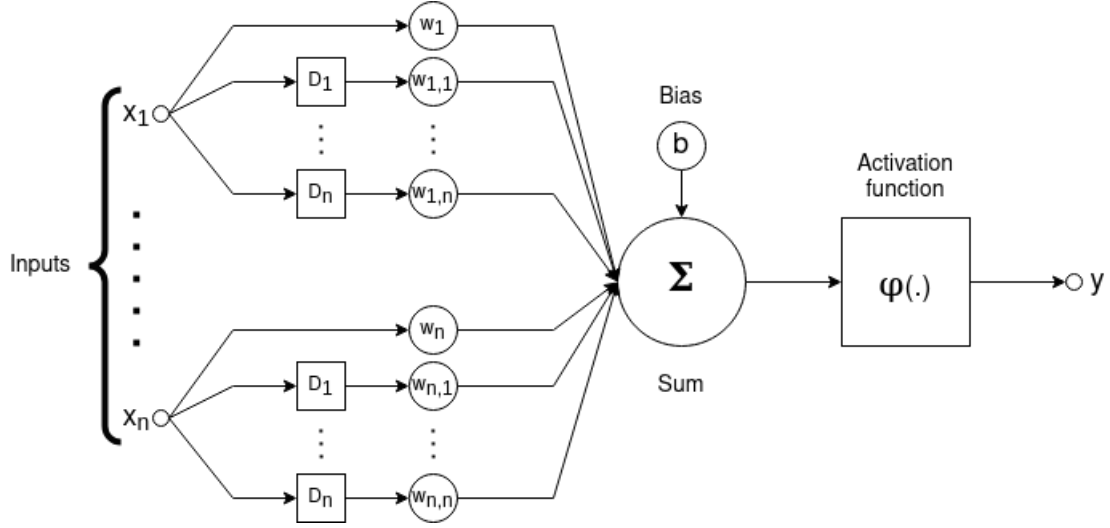 w₁
D₁ w₁,₁
x₁
Dₙ w₁,ₙ
Bias
b
Activation
function
Inputs
Σ
φ(.)
y
Sum
wₙ
D₁ wₙ,₁
xₙ
Dₙ wₙ,ₙ